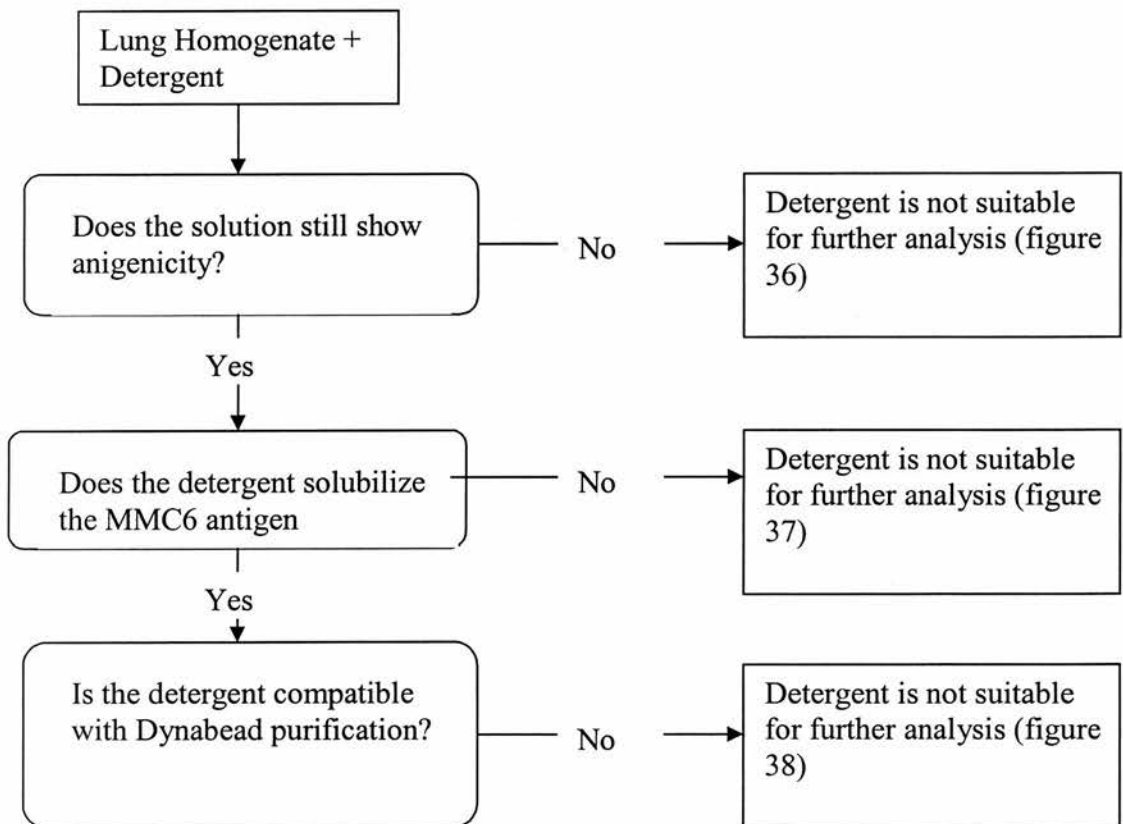 Lung Homogenate +
Detergent
Does the solution still show
anigenicity?
No
Detergent is not suitable
for further analysis (figure
36)
Yes
Does the detergent solubilize
the MMC6 antigen
No
Detergent is not suitable
for further analysis (figure
37)
Yes
Is the detergent compatible
with Dynabead purification?
No
Detergent is not suitable
for further analysis (figure
38)